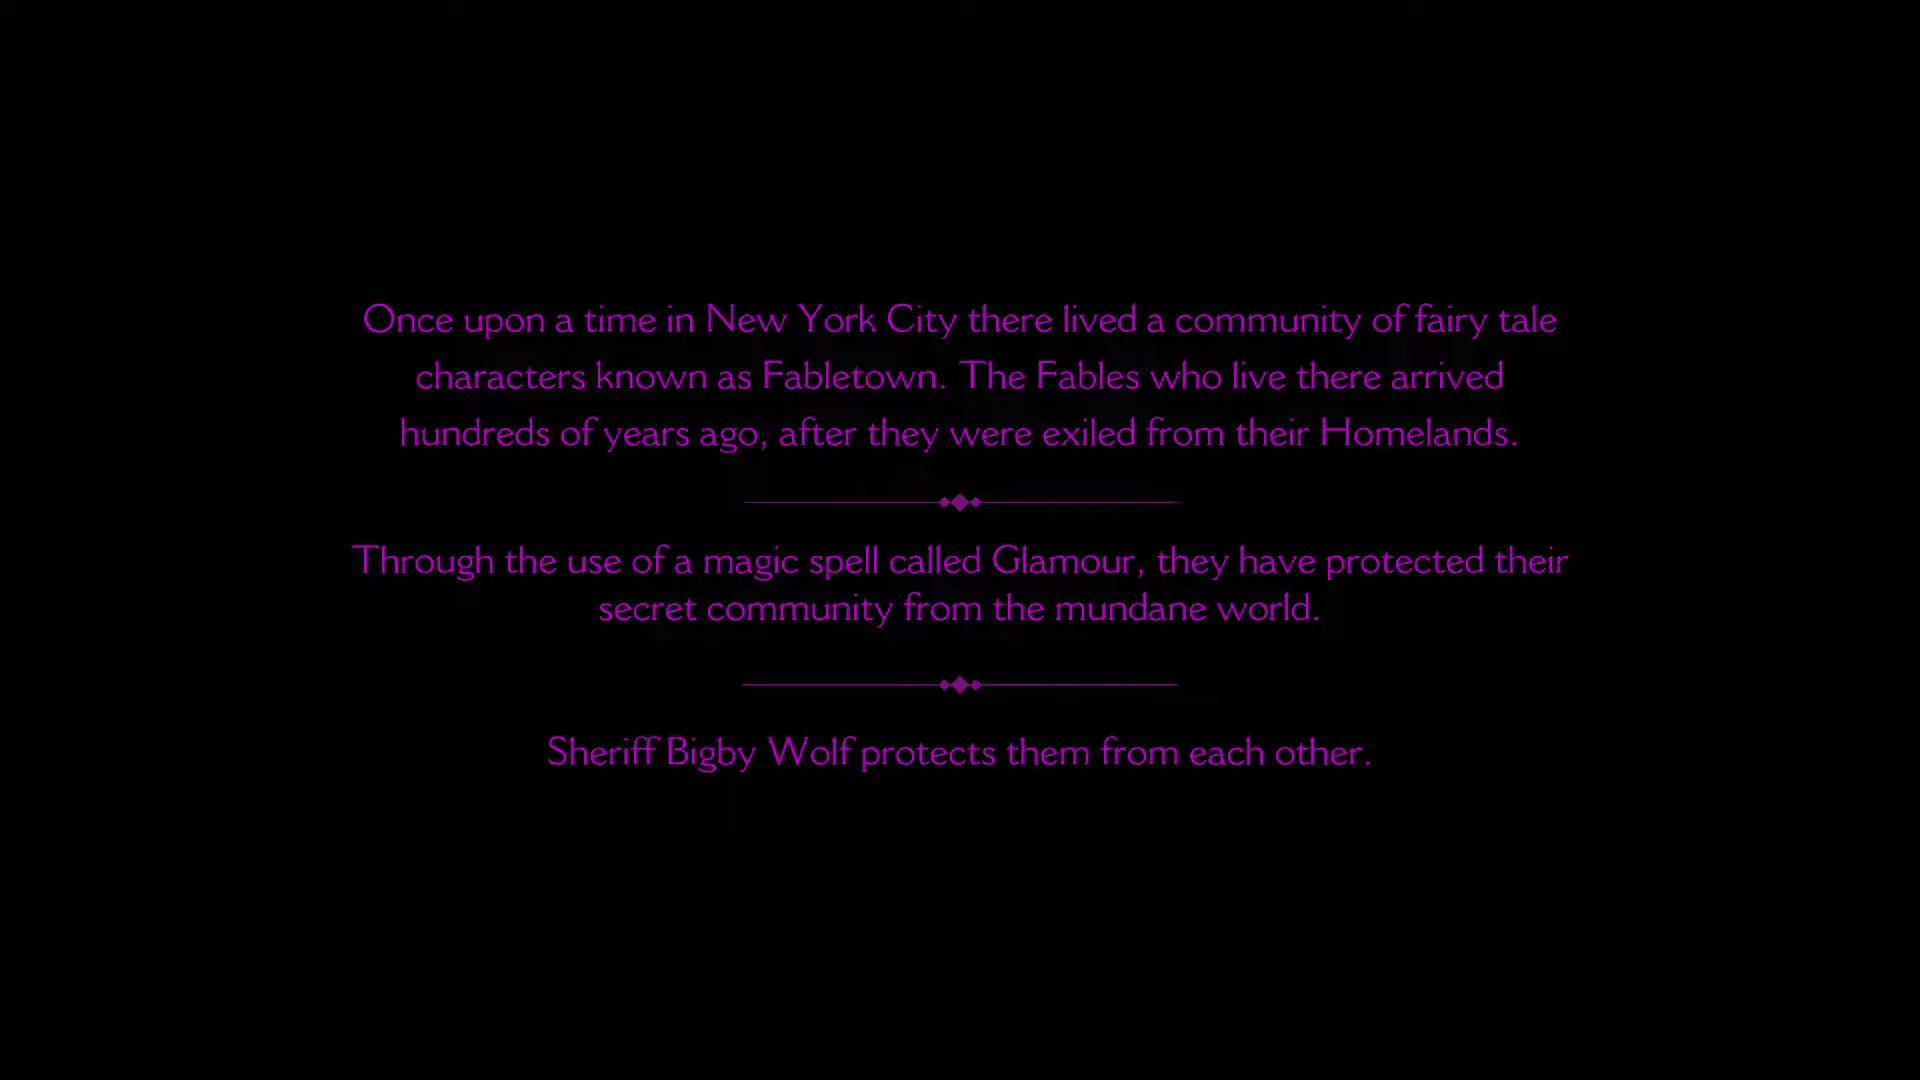 Once upon a time in New York City there lived a community of fairy tale
characters known as Fabletown. The Fables who live there arrived
hundreds of years ago, after they were exiled from their Homelands.
Through the use of a magic spell called Glamour, they have protected their
secret community from the mundane world.
Sheriff Bigby Wolf protects them from each other.